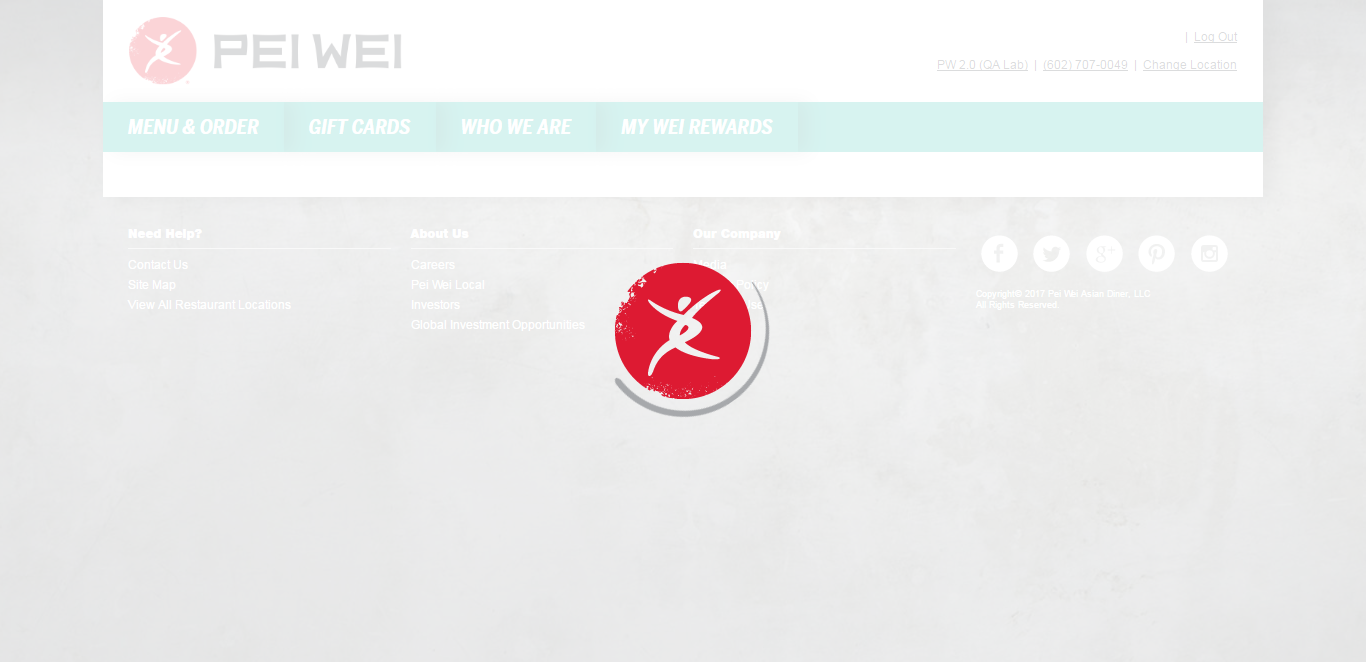 PEI WEI
| Log Out
PW 2.0 (QA Lab) | (602) 707-0049 | Change Location
MENU & ORDER GIFT CARDS WHO WE ARE MY WEI REWARDS
Need Help?
Contact Us
Site Map
View All Restaurant Locations
About Us
Careers
Pei Wei Local
Investors
Global Investment Opportunities
Our Company
Media
Policy
Copyright© 2017 Pei Wei Asian Diner, LLC
All Rights Reserved